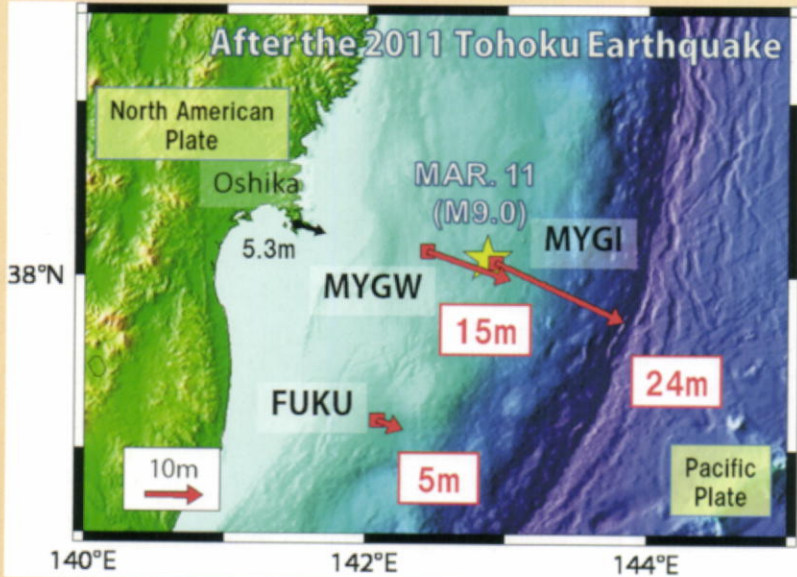 After the 2011 Tohoku Earthquake
North American
Plate
Oshika
MAR. 11
(M9.0)
MYGI
5.3m
38°N
MYGW
15m
24m
FUKU
5m
10m
Pacific
Plate
140°E
142°E
144°E